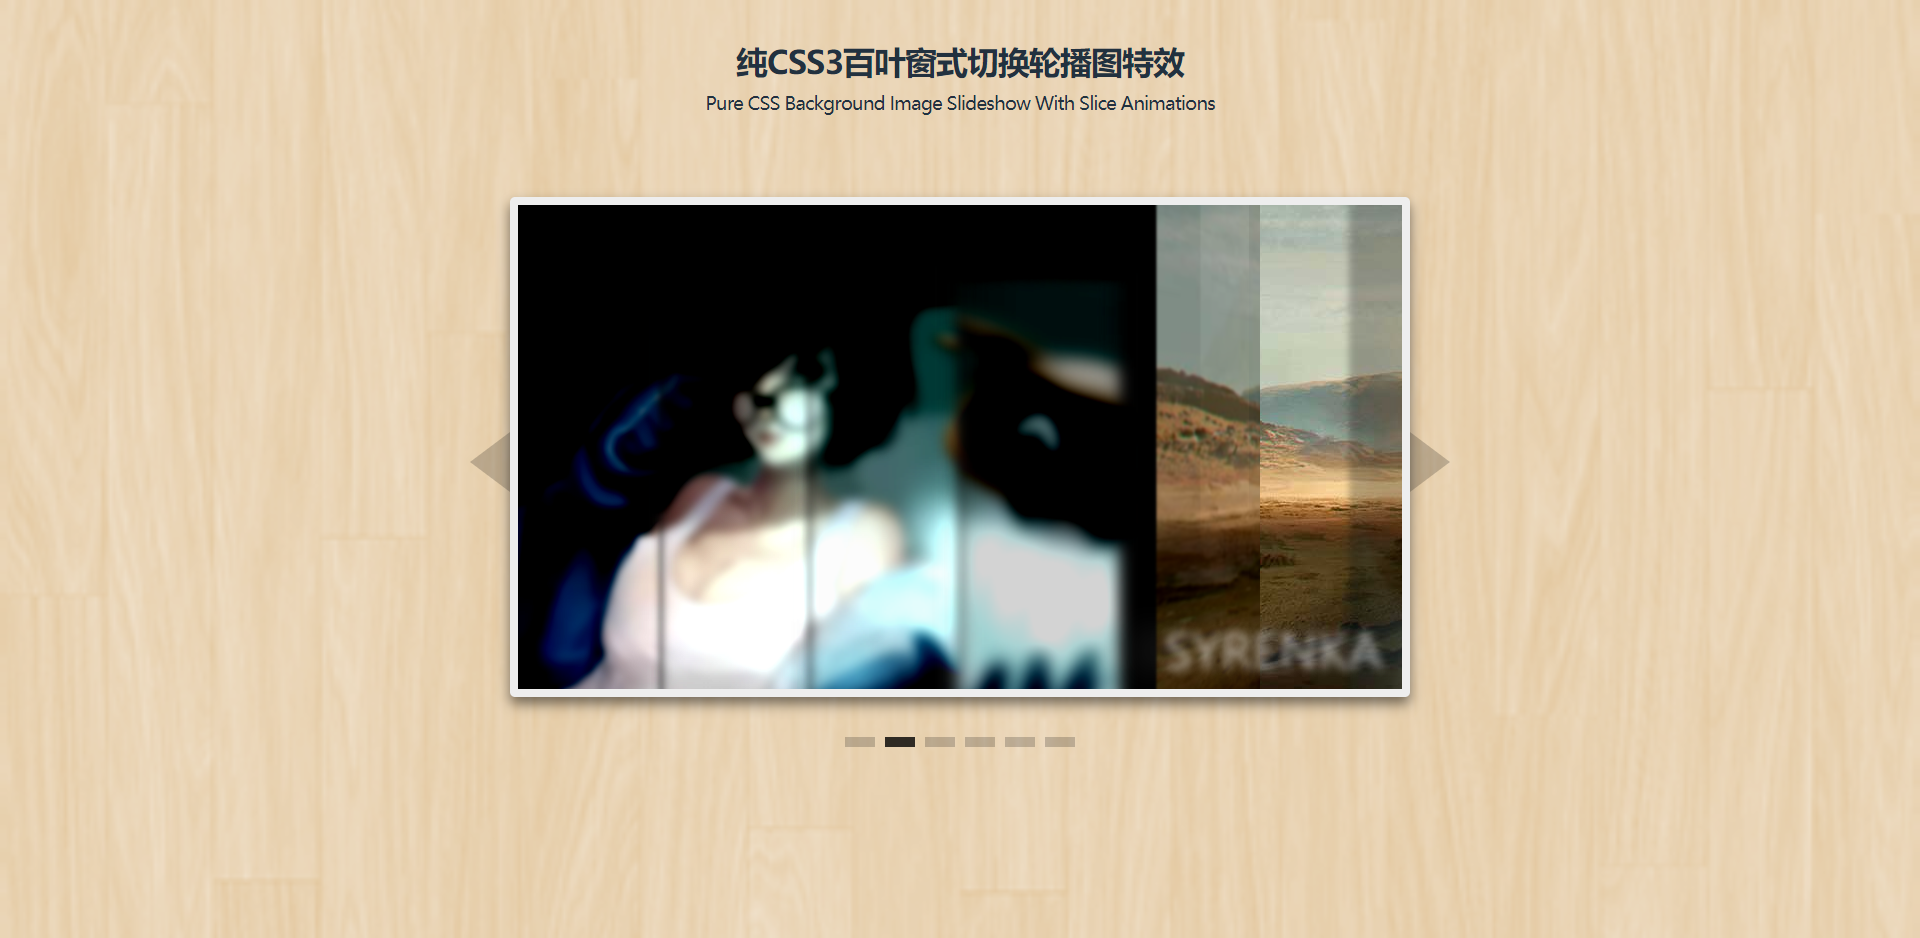 纯CSS3百叶窗式切换轮播图特效
Pure CSS Background Image Slideshow With Slice Animations
SYRENKA